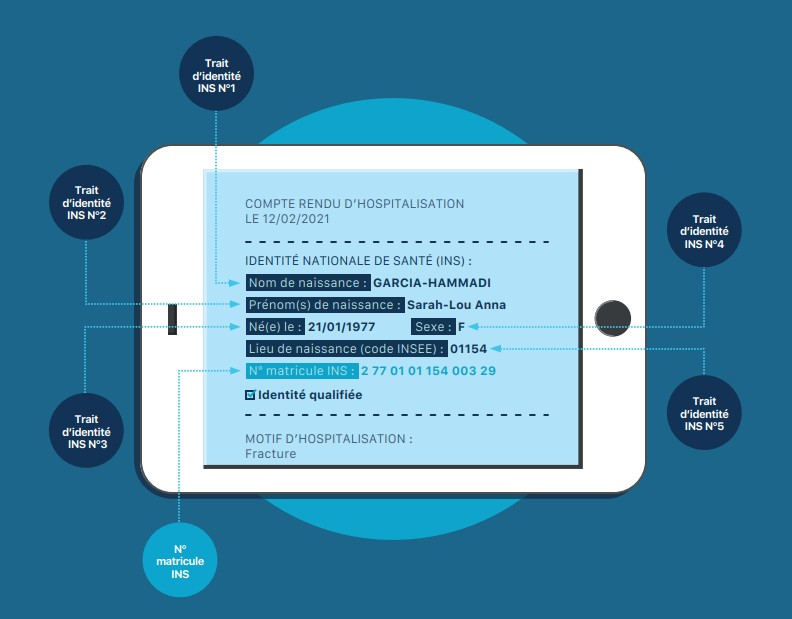 Trait
d'identité
INS N°1
Trait
d'identité
INS N°2
Trait
d'identité
INS N°3
N°
matricule
INS
COMPTE RENDU D'HOSPITALISATION
LE 12/02/2021
IDENTITÉ NATIONALE DE SANTÉ (INS) :
Nom de naissance : GARCIA-HAMMADI
Prénom(s) de naissance : Sarah-Lou Anna
Né(e) le : 21/01/1977 Sexe : F
Lieu de naissance (code INSEE) : 01154
N° matricule INS : 2 77 01 01 154 003 29
Identité qualifiée
MOTIF D'HOSPITALISATION :
Fracture
Trait
d'identité
INS N°4
Trait
d'identité
INS N°5